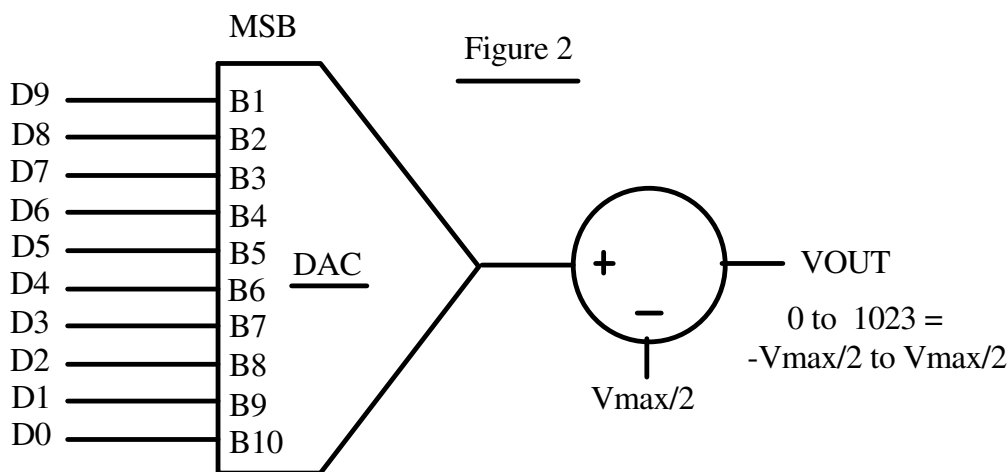 MSB
Figure 2
D9 B1
D8 B2
D7 B3
D6 B4
D5 B5
DAC
D4 B6
D3 B7
D2 B8
D1 B9
D0 B10
+
−
VOUT
0 to 1023 =
-Vmax/2 to Vmax/2
Vmax/2